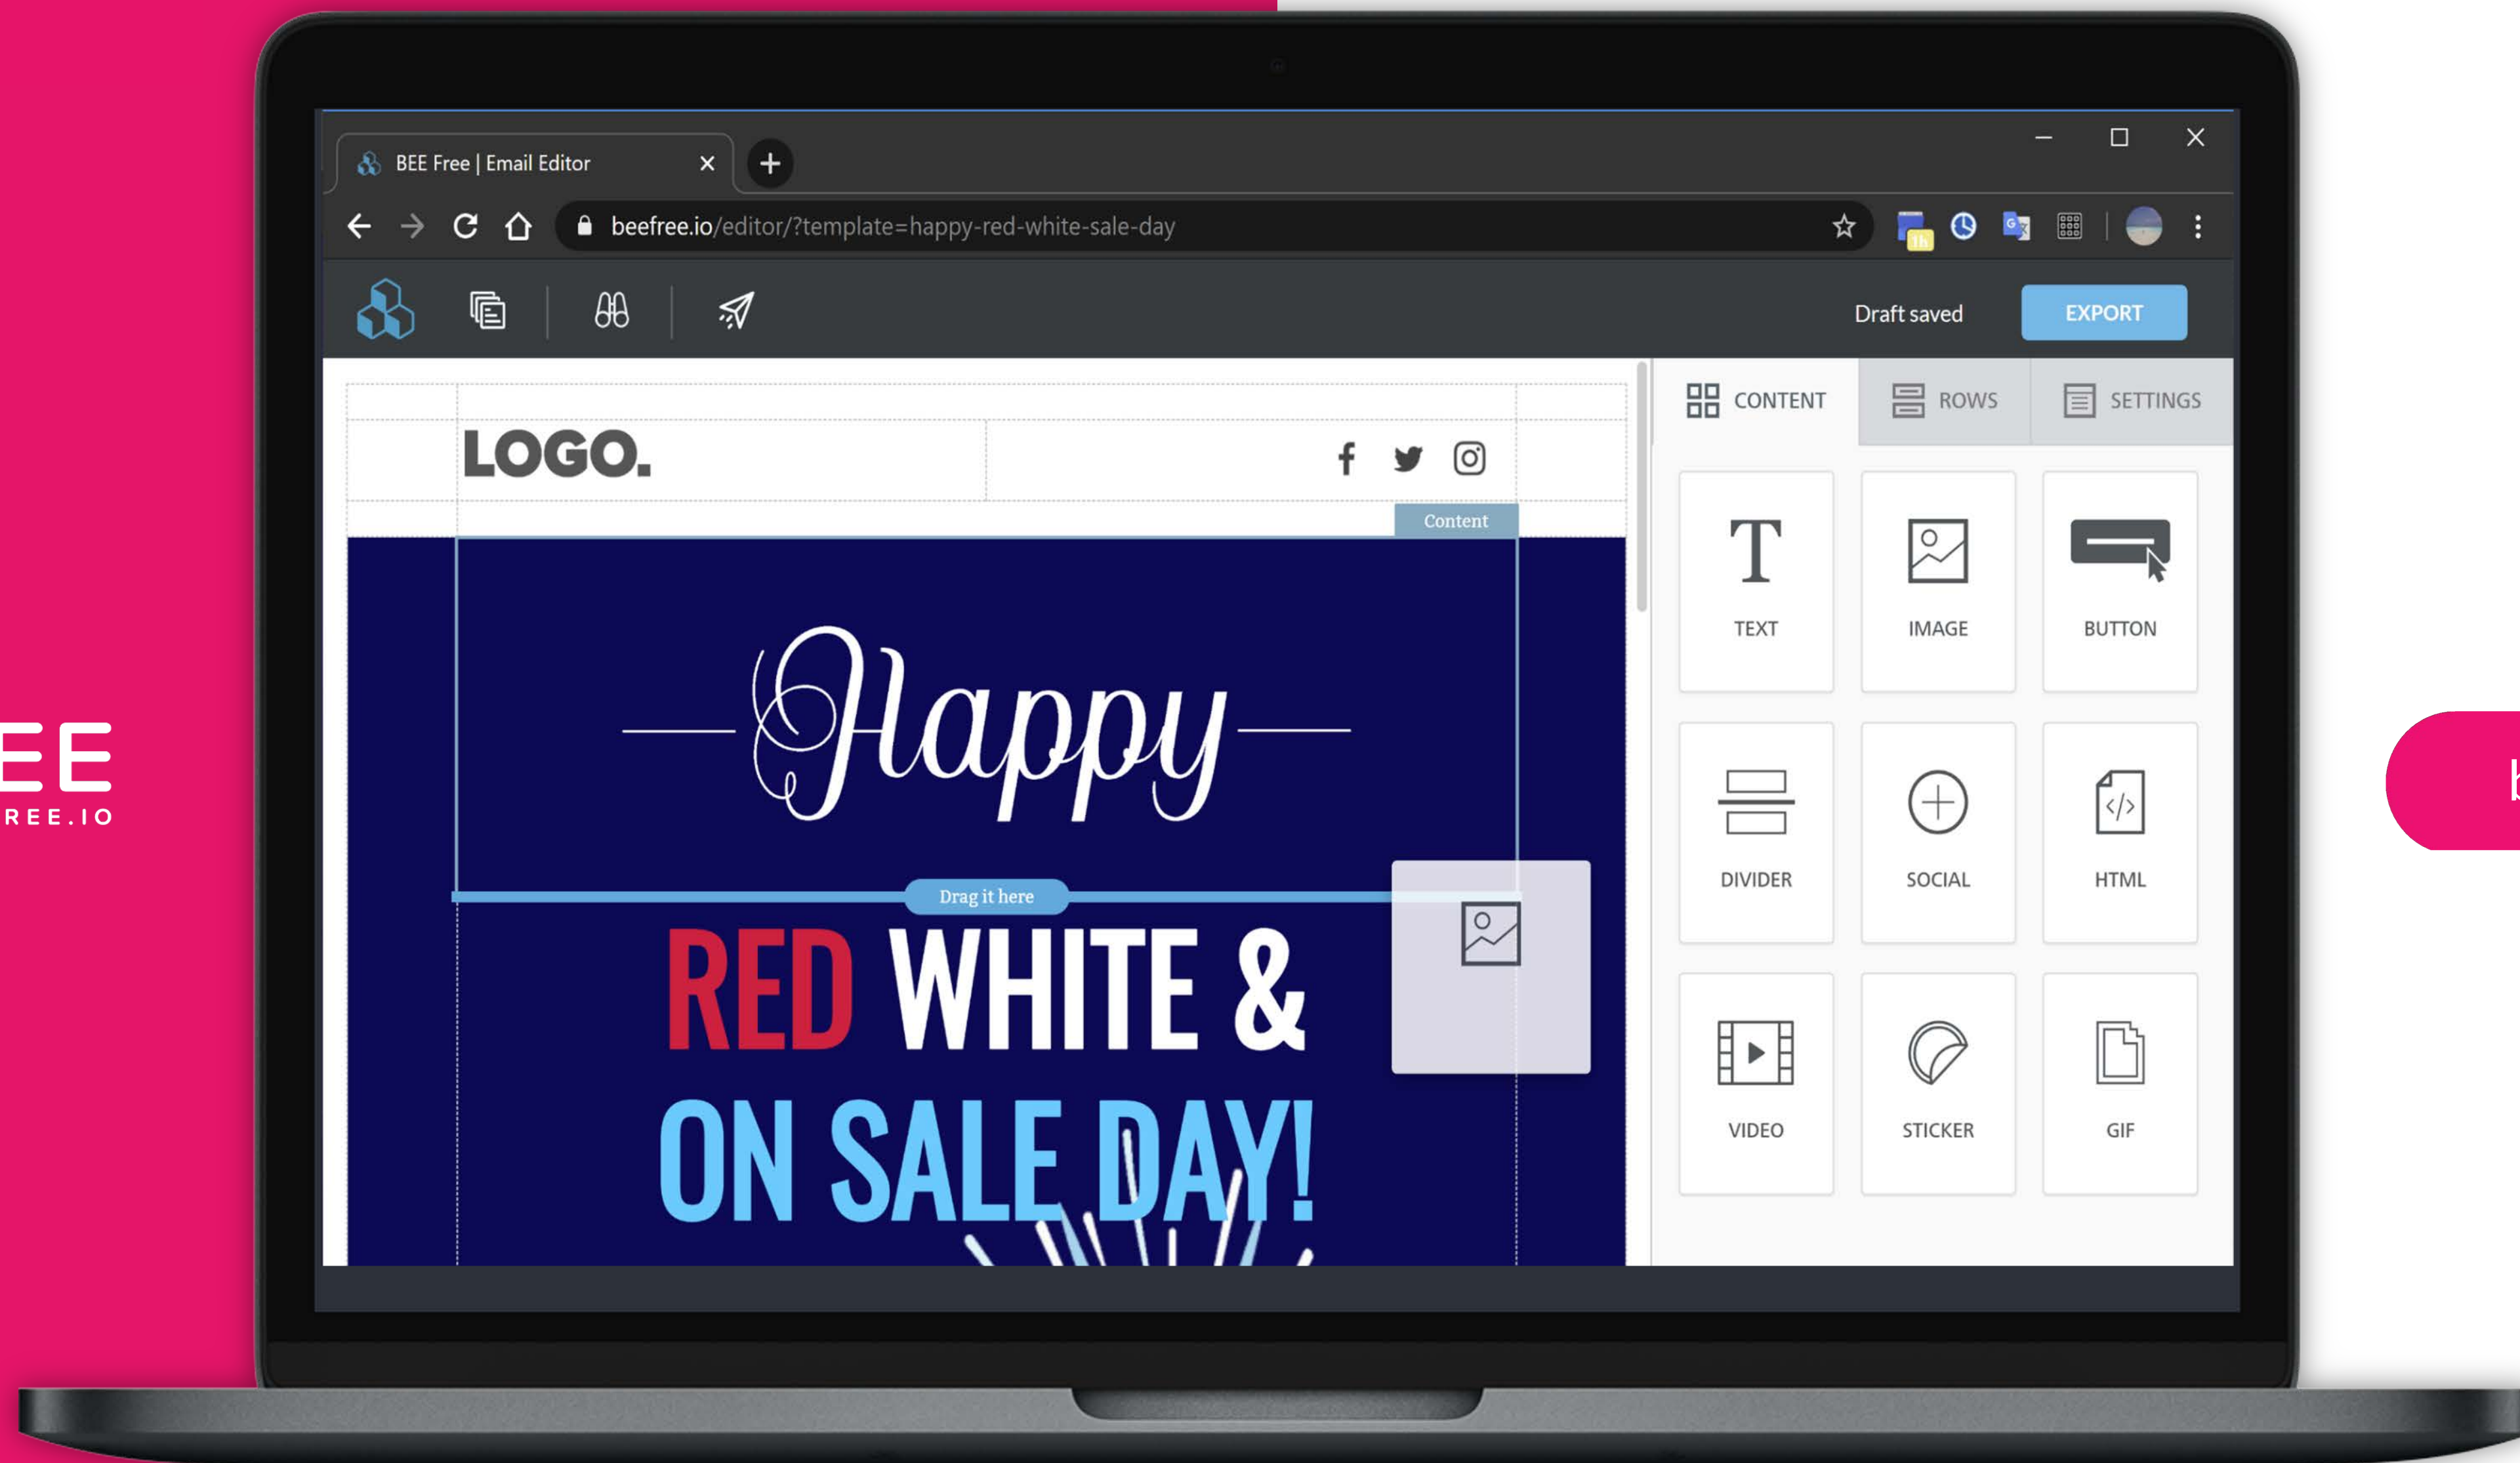 BEE Free | Email Editor
beefree.io/editor/?template=happy-red-white-sale-day
1h
Draft saved
EXPORT
CONTENT
ROWS
SETTINGS
LOGO.
Content
Happy
Drag it here
RED WHITE &
ON SALE DAY!
TEXT
IMAGE
BUTTON
DIVIDER
SOCIAL
HTML
VIDEO
STICKER
GIF
EE
REE.IO
b